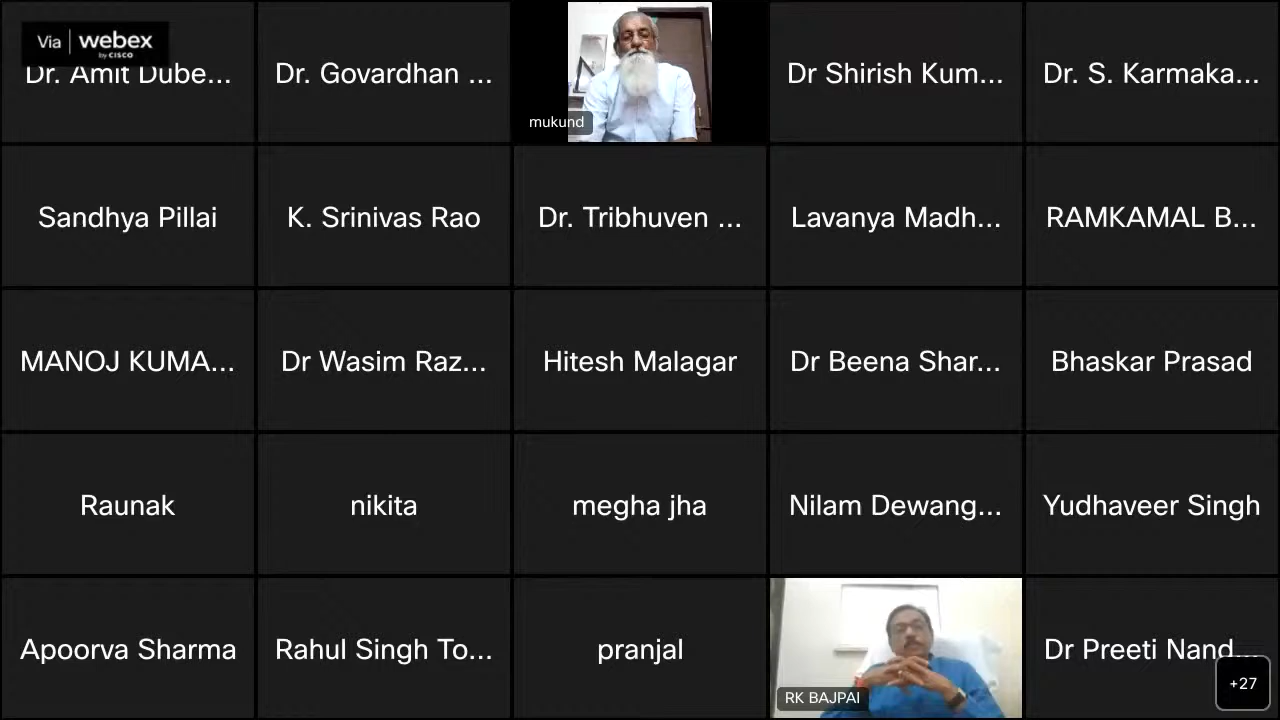 Via webex
by CISCO
Dr. Amit Dube...
Dr. Govardhan ...
mukund
Dr Shirish Kum...
Dr. S. Karmaka...
Sandhya Pillai
K. Srinivas Rao
Dr. Tribhuven ...
Lavanya Madh...
RAMKAMAL B...
MANOJ KUMA...
Dr Wasim Raz...
Hitesh Malagar
Dr Beena Shar...
Bhaskar Prasad
Raunak
nikita
megha jha
Nilam Dewang...
Yudhaveer Singh
Apoorva Sharma
Rahul Singh To...
pranjal
RK BAJPAI
Dr Preeti Nand...
+27